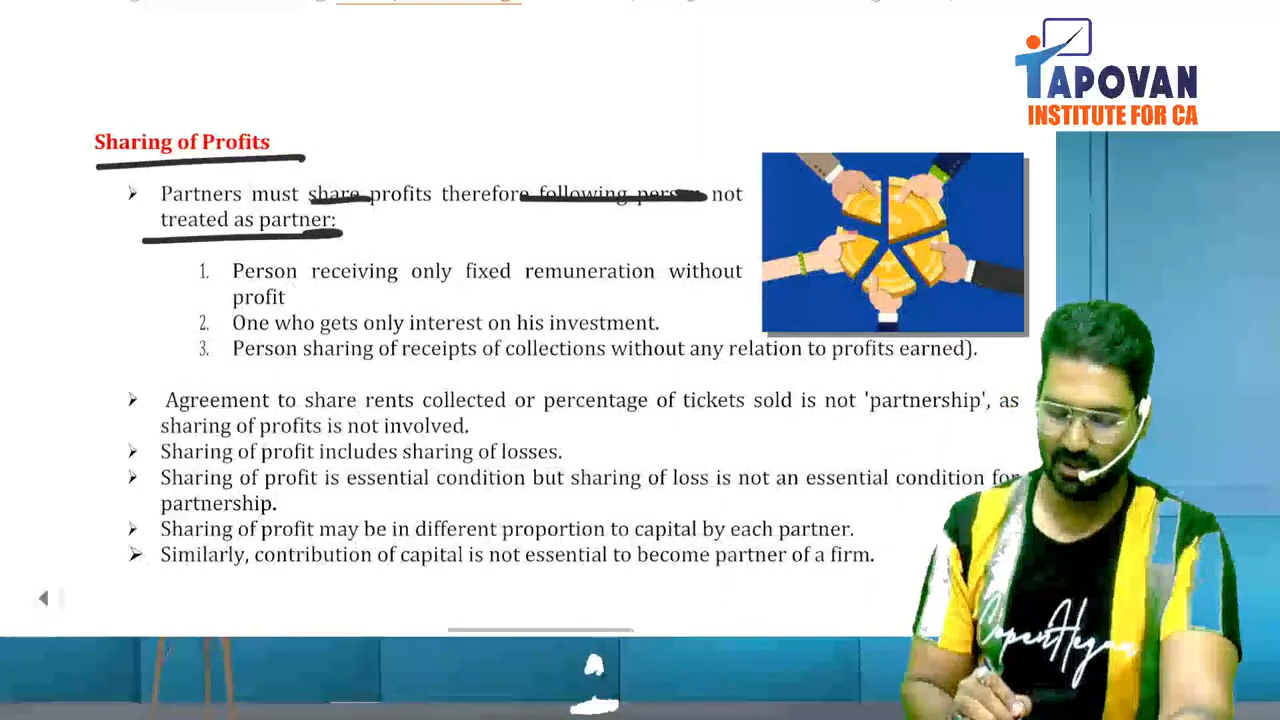 TAPOVAN
INSTITUTE FOR CA
Sharing of Profits
➢ Partners must share profits therefore following person not
treated as partner:
1. Person receiving only fixed remuneration without
profit
2. One who gets only interest on his investment.
3. Person sharing of receipts of collections without any relation to profits earned).
➢ Agreement to share rents collected or percentage of tickets sold is not 'partnership', as
sharing of profits is not involved.
➢ Sharing of profit includes sharing of losses.
➢ Sharing of profit is essential condition but sharing of loss is not an essential condition for
partnership.
➢ Sharing of profit may be in different proportion to capital by each partner.
➢ Similarly, contribution of capital is not essential to become partner of a firm.
CopenHagan